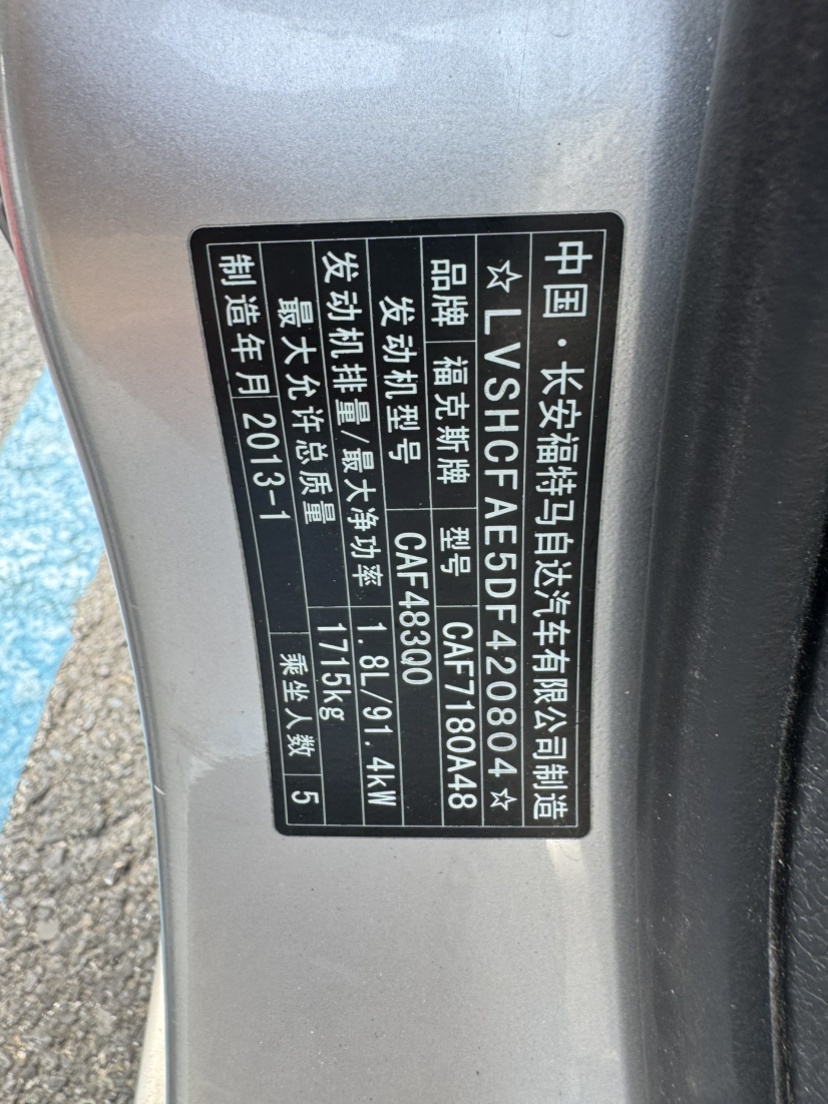 中国·长安福特马自达汽车有限公司制造
☆LVSHCFAE5DF420804☆
品牌 福克斯牌 型号 CAF7180A48
发动机型号 CAF483Q0
发动机排量/最大净功率 1.8L/91.4kW
最大允许总质量 1715kg
制造年月 2013-1 乘坐人数 5